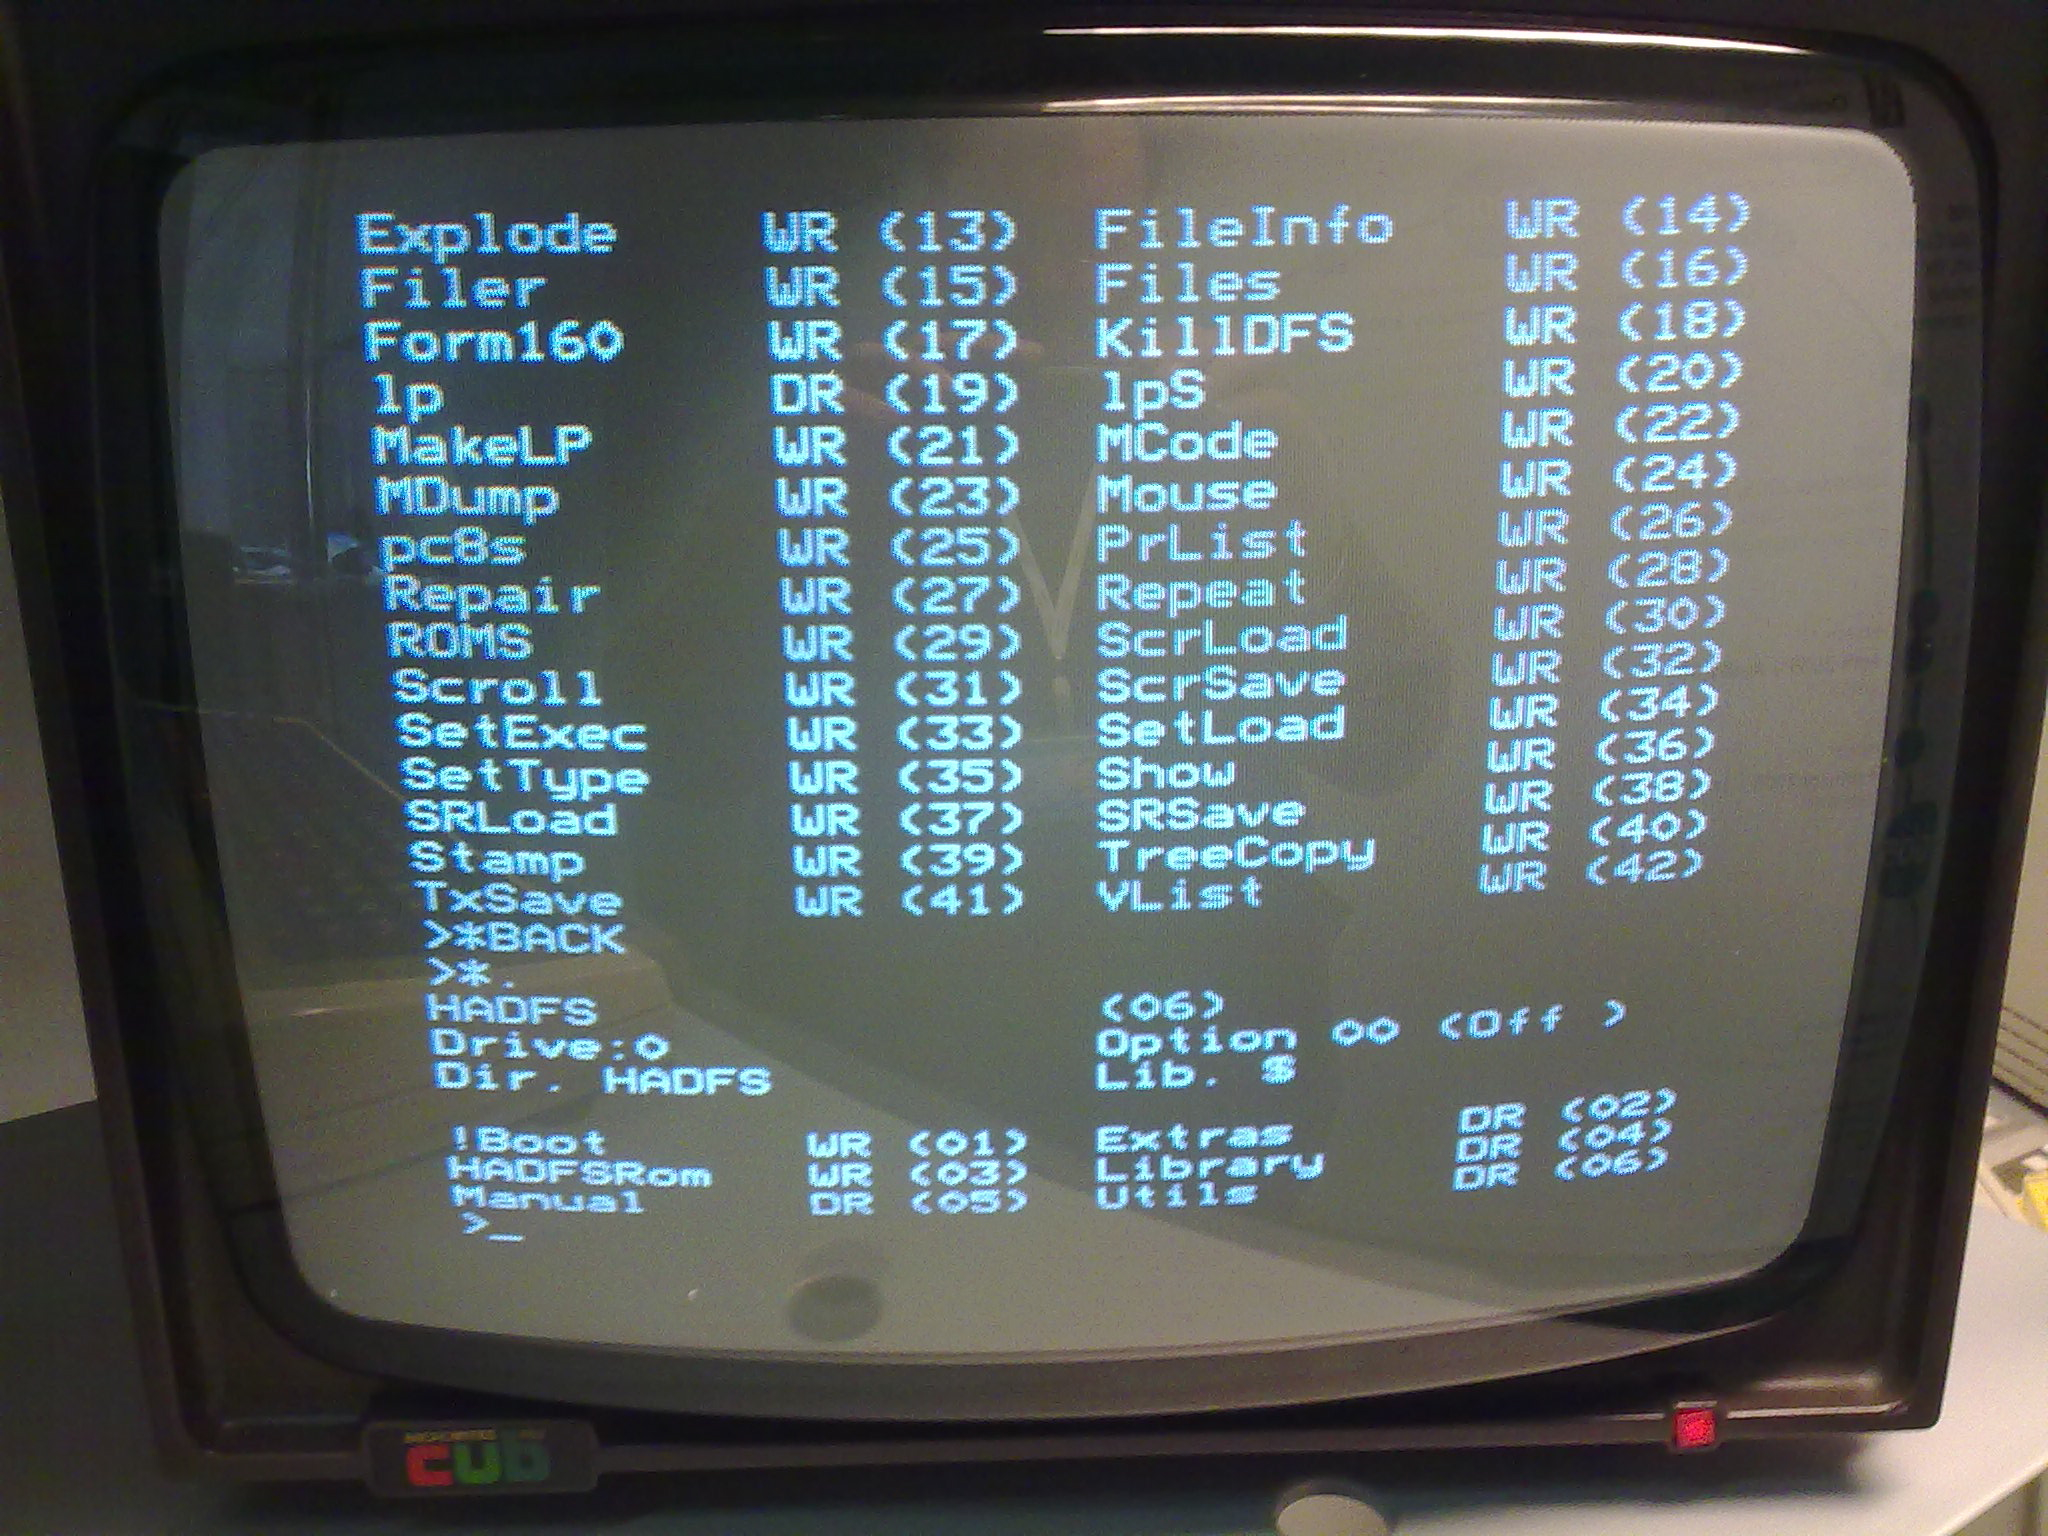 Explode WR (13) FileInfo WR (14)
Filer WR (15) Files WR (16)
Form160 WR (17) KillDFS WR (18)
lp DR (19) lpS WR (20)
MakeLP WR (21) MCode WR (22)
MDump WR (23) Mouse WR (24)
pc8s WR (25) PrList WR (26)
Repair WR (27) Repeat WR (28)
ROMS WR (29) ScrLoad WR (30)
Scroll WR (31) ScrSave WR (32)
SetExec WR (33) SetLoad WR (34)
SetType WR (35) Show WR (36)
SRLoad WR (37) SRSave WR (38)
Stamp WR (39) TreeCopy WR (40)
TxSave WR (41) VList WR (42)
>*BACK
>*.
HADFS (06)
Drive:0 Option 00 (Off )
Dir. HADFS Lib. $
!Boot WR (01) Extras DR (02)
HADFSRom WR (03) Library DR (04)
Manual DR (05) Utils DR (06)
>_
cub